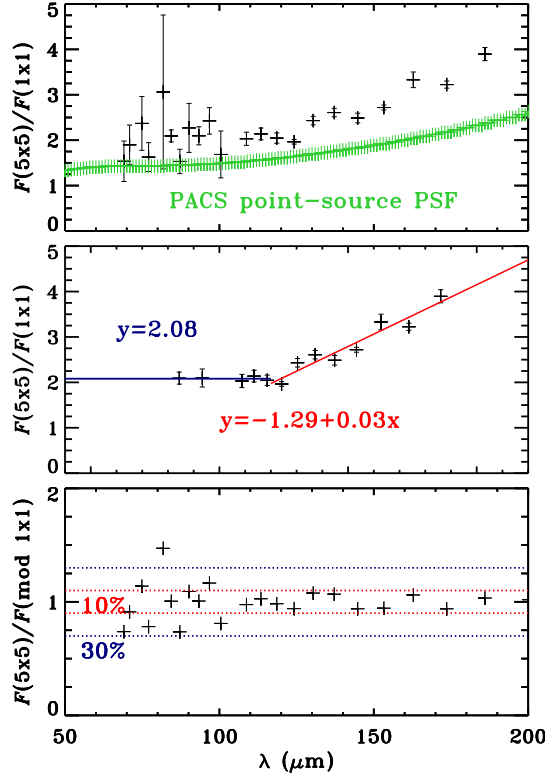 5
4
3
2
1
0
F(5x5)/F(1x1)
PACS point-source PSF
5
4
3
2
1
0
F(5x5)/F(1x1)
y=2.08
y=-1.29+0.03x
2
1
0
F(5x5)/F(mod 1x1)
10%
30%
50 100 150 200
λ (μm)